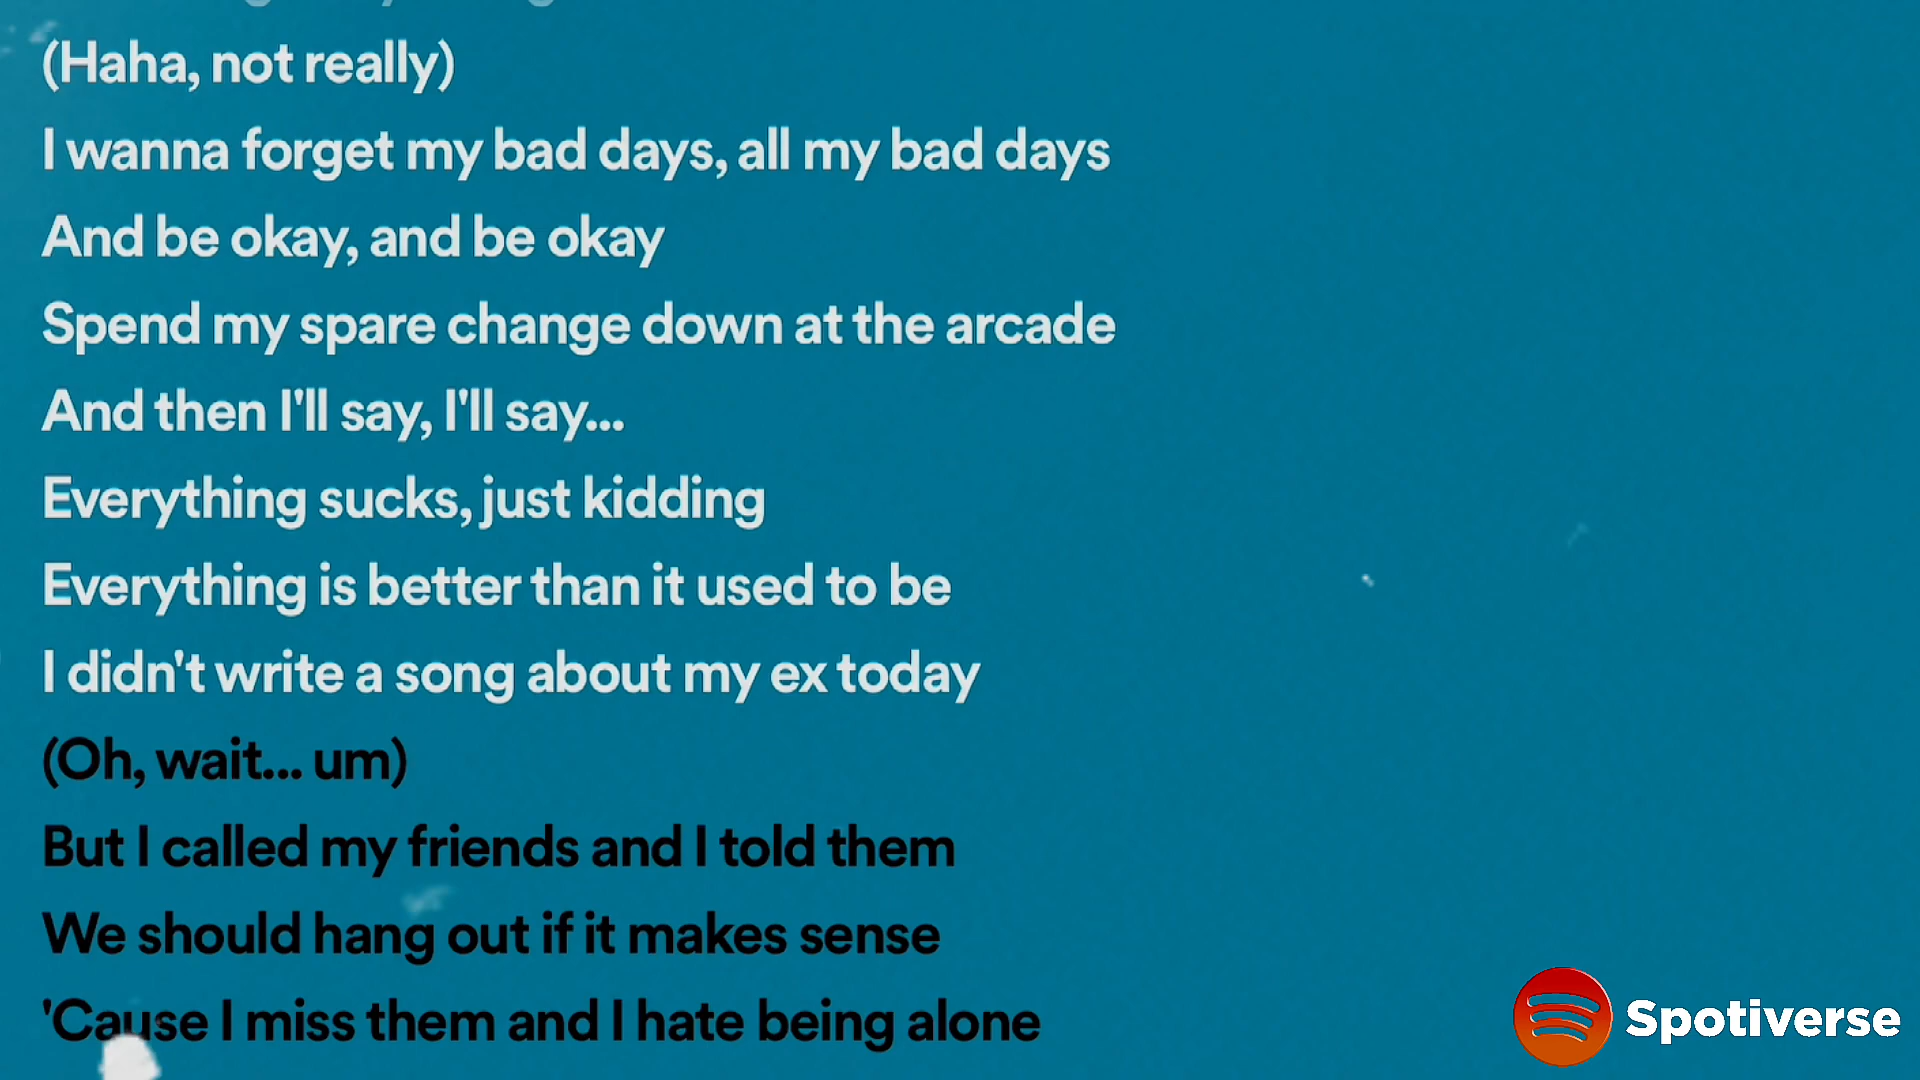 (Haha, not really)
I wanna forget my bad days, all my bad days
And be okay, and be okay
Spend my spare change down at the arcade
And then I'll say, I'll say...
Everything sucks, just kidding
Everything is better than it used to be
I didn't write a song about my ex today
(Oh, wait... um)
But I called my friends and I told them
We should hang out if it makes sense
'Cause I miss them and I hate being alone
Spotiverse